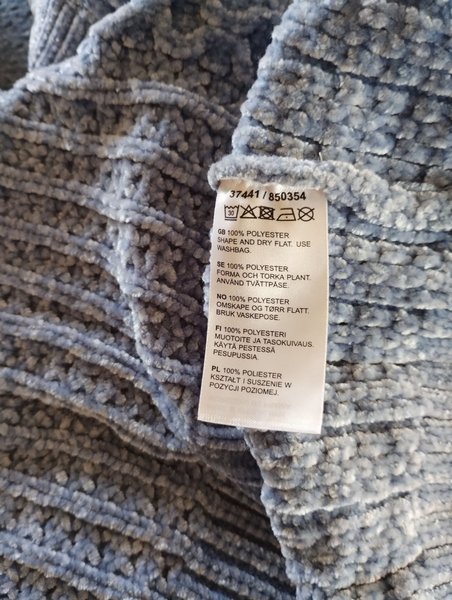 37441 / 850354
30
GB 100% POLYESTER
SHAPE AND DRY FLAT. USE
WASHBAG.
SE 100% POLYESTER
FORMA OCH TORKA PLANT.
ANVÄND TVÄTTPÅSE.
NO 100% POLYESTER
OMSKAPE OG TØRR FLATT.
BRUK VASKEPOSE.
FI 100% POLYESTERI
MUOTOITE JA TASOKUIVAUS.
KÄYTÄ PESTESSÄ
PESUPUSSIA.
PL 100% POLIESTER
KSZTAŁT I SUSZENIE W
POZYCJI POZIOMEJ.